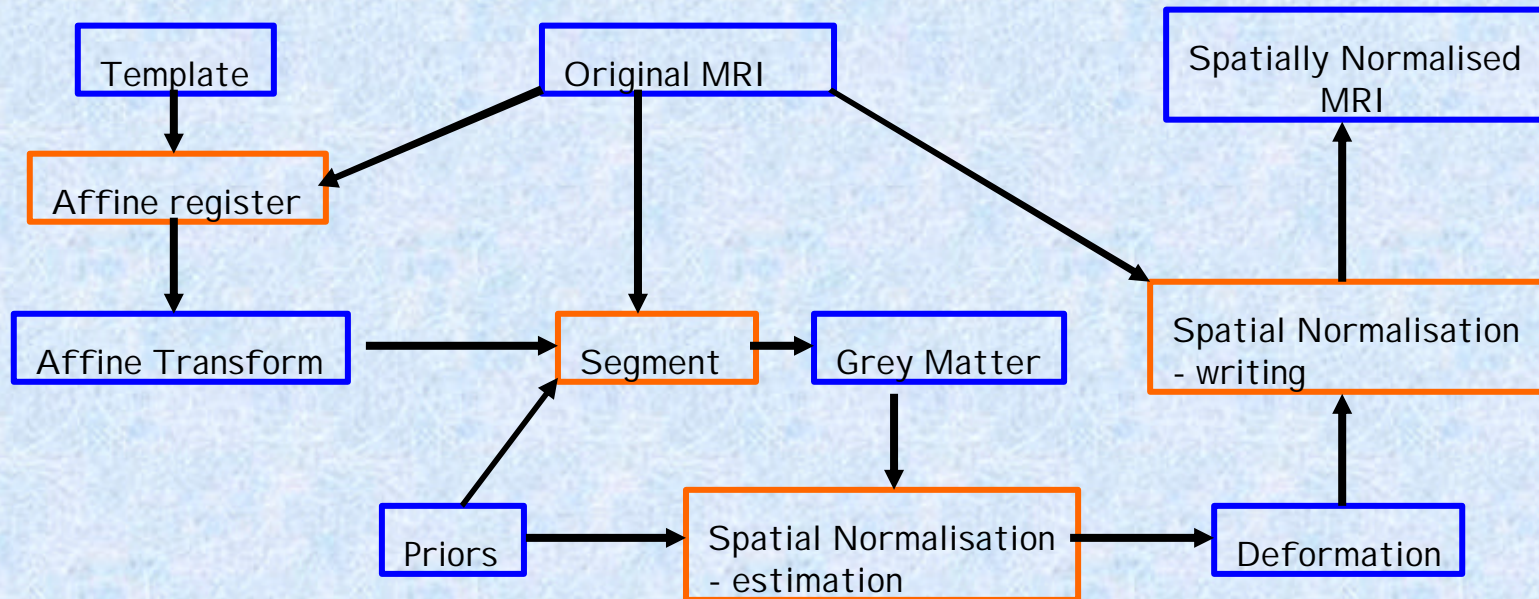 Template
Original MRI
Spatially Normalised
MRI
Affine register
Affine Transform
Segment
Grey Matter
Spatial Normalisation
- writing
Priors
Spatial Normalisation
- estimation
Deformation